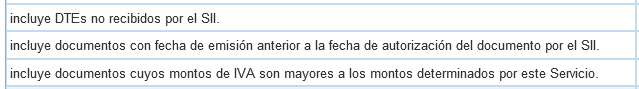 incluye DTEs no recibidos por el SII.
incluye documentos con fecha de emisión anterior a la fecha de autorización del documento por el SII.
incluye documentos cuyos montos de IVA son mayores a los montos determinados por este Servicio.